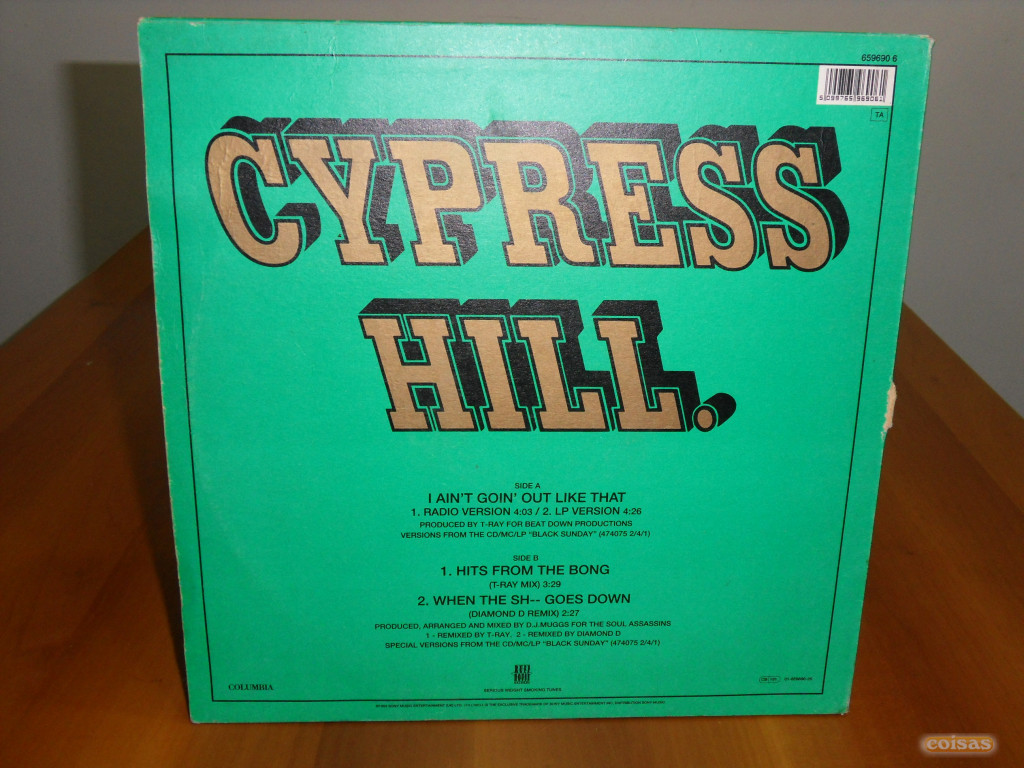 659690 6
5 099765 969061
TA
CYPRESS
HILL.
SIDE A
I AIN'T GOIN' OUT LIKE THAT
1. RADIO VERSION 4:03 / 2. LP VERSION 4:26
PRODUCED BY T-RAY FOR BEAT DOWN PRODUCTIONS
VERSIONS FROM THE CD/MC/LP "BLACK SUNDAY" (474075 2/4/1)
SIDE B
1. HITS FROM THE BONG
(T-RAY MIX) 3:29
2. WHEN THE SH-- GOES DOWN
(DIAMOND D REMIX) 2:27
PRODUCED, ARRANGED AND MIXED BY D.J.MUGGS FOR THE SOUL ASSASSINS
1 - REMIXED BY T-RAY, 2 - REMIXED BY DIAMOND D
SPECIAL VERSIONS FROM THE CD/MC/LP "BLACK SUNDAY" (474075 2/4/1)
COLUMBIA
coisas